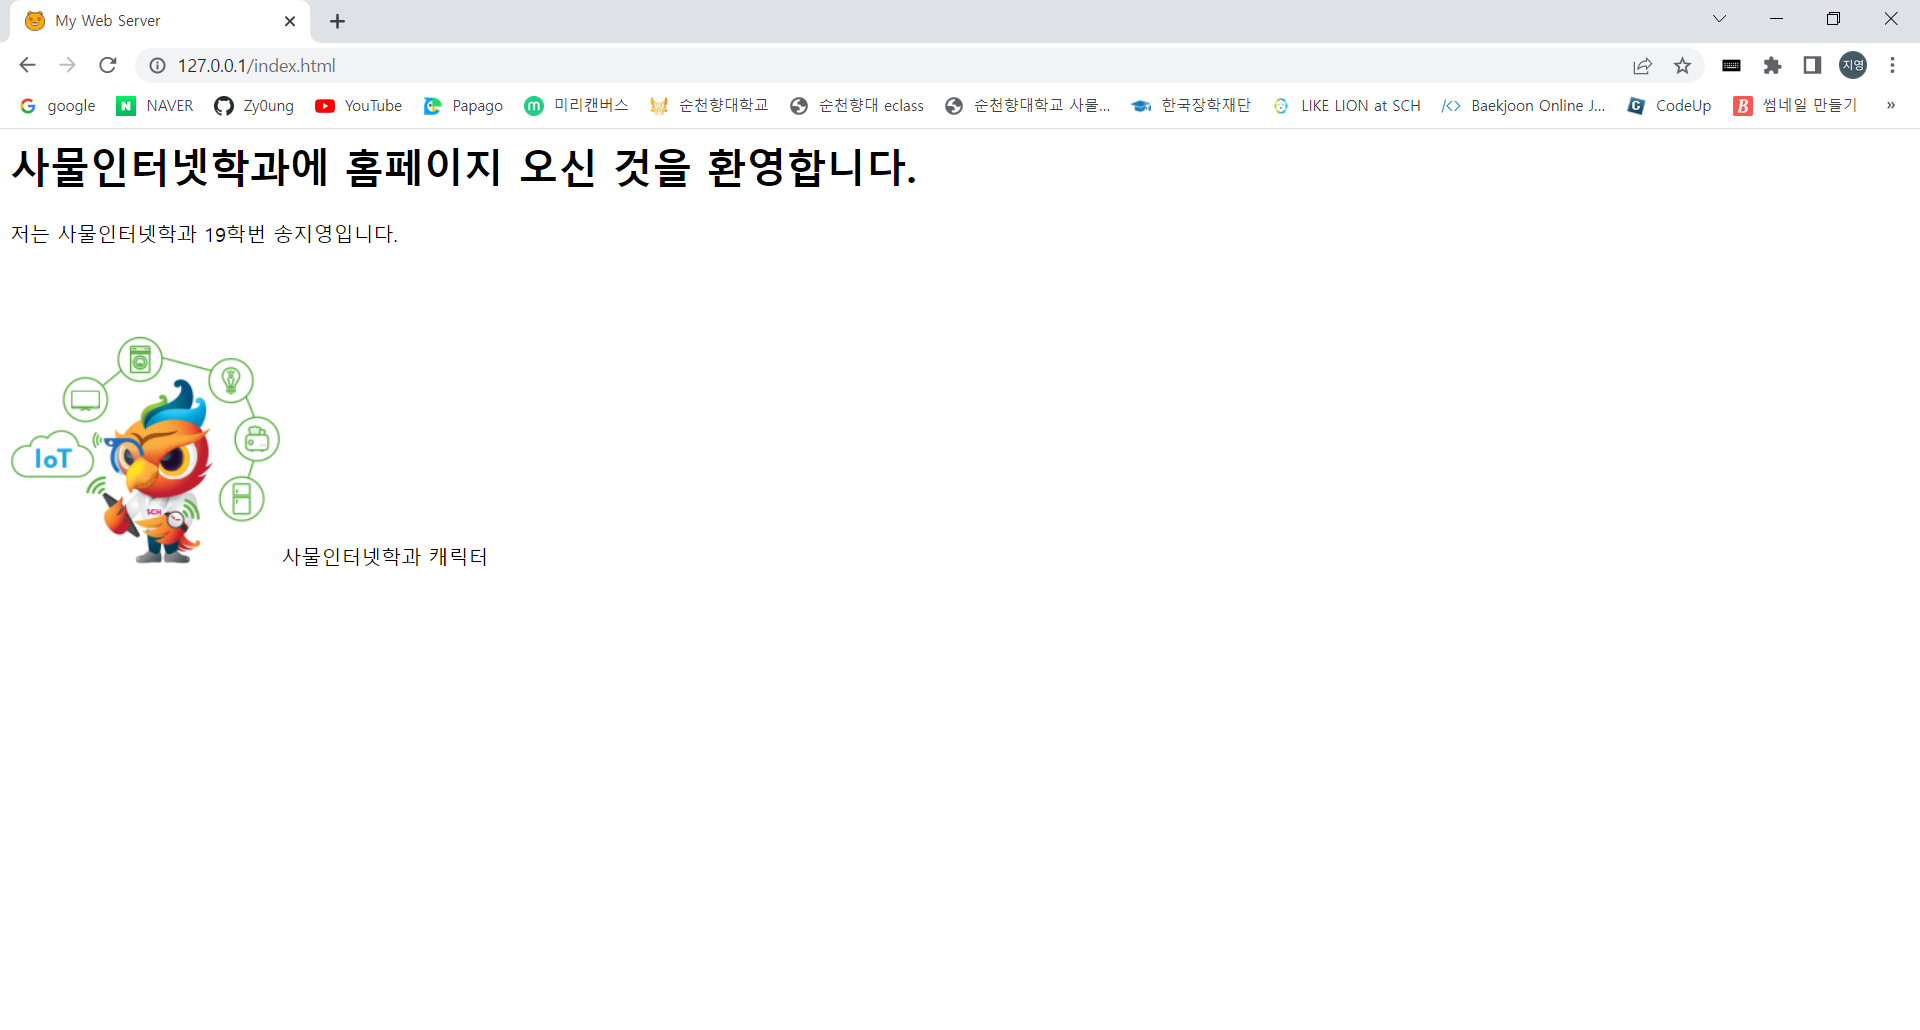 My Web Server
127.0.0.1/index.html
지영
google NAVER Zy0ung YouTube Papago 미리캔버스 순천향대학교 순천향대 eclass 순천향대학교 사물... 한국장학재단 LIKE LION at SCH Baekjoon Online J... CodeUp 썸네일 만들기 »
사물인터넷학과에 홈페이지 오신 것을 환영합니다.
저는 사물인터넷학과 19학번 송지영입니다.
IoT
SCH
사물인터넷학과 캐릭터